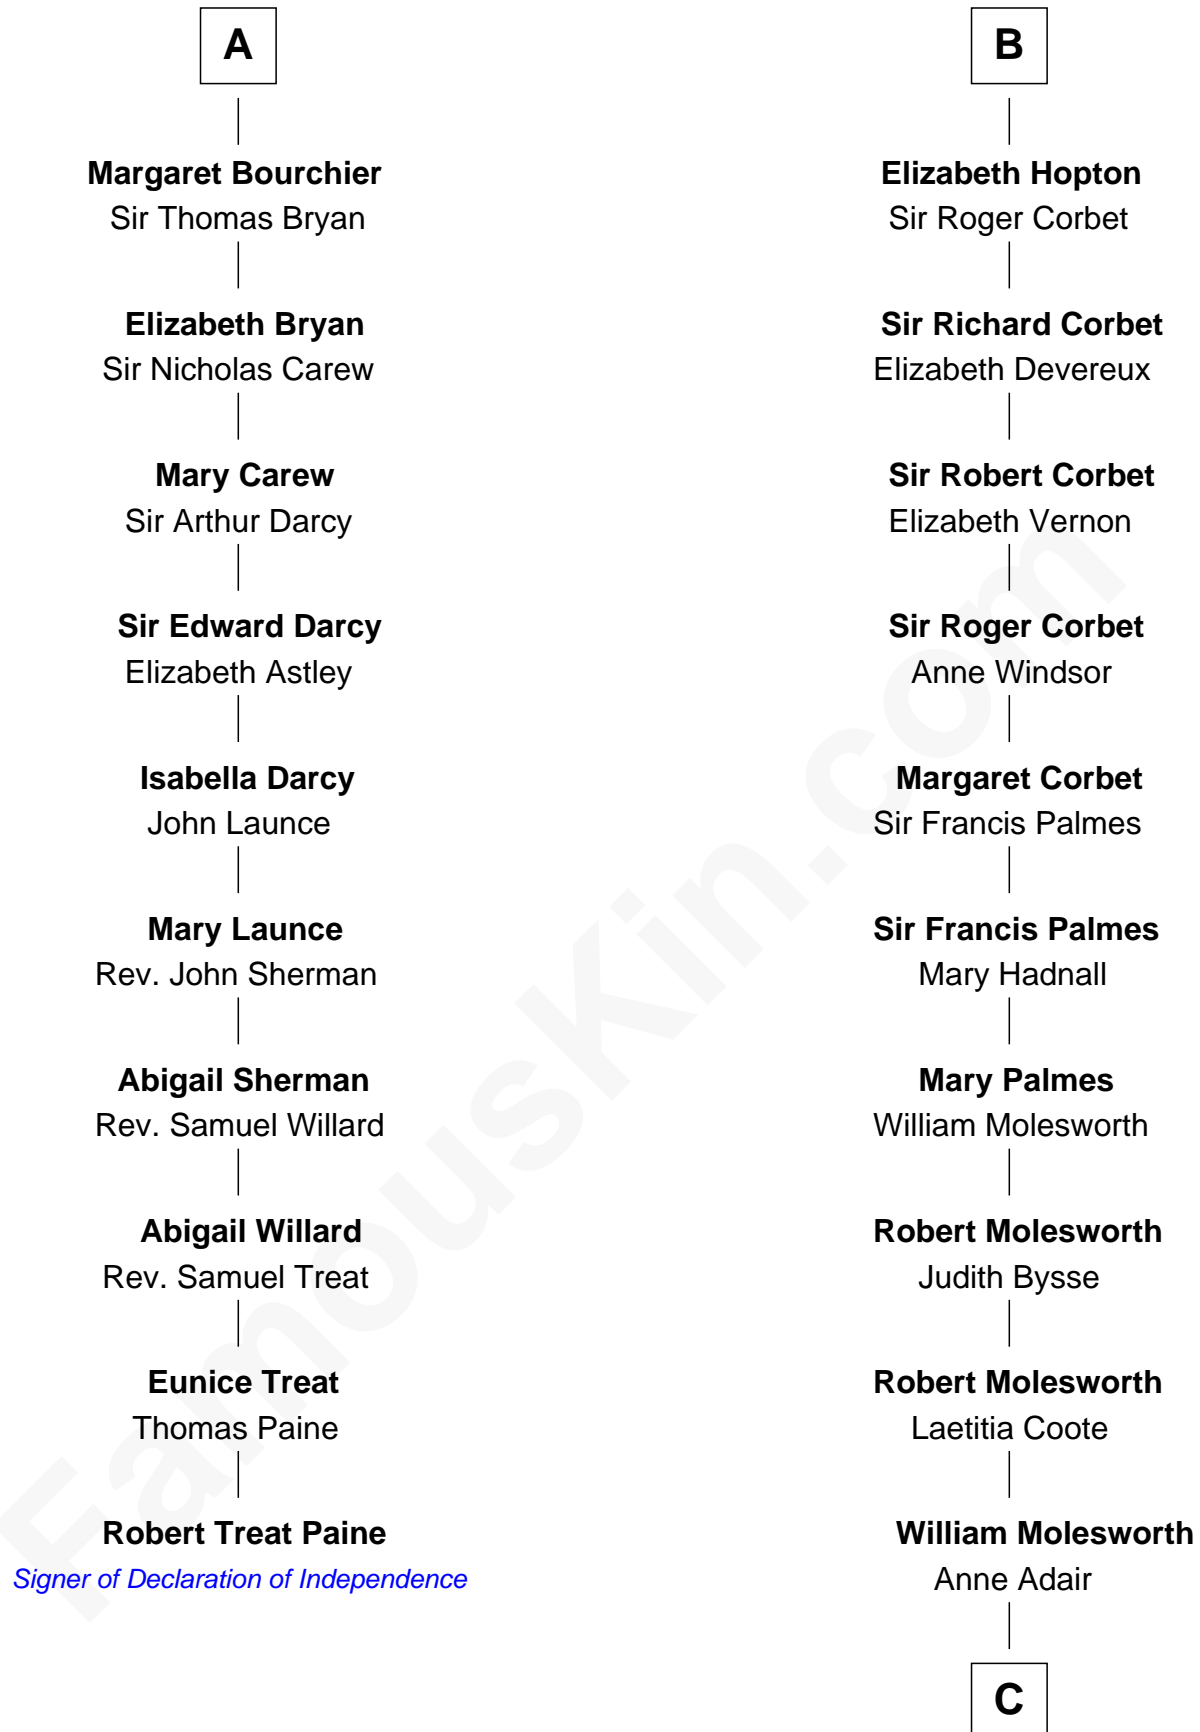 A
Margaret Bourchier
Sir Thomas Bryan
Elizabeth Bryan
Sir Nicholas Carew
Mary Carew
Sir Arthur Darcy
Sir Edward Darcy
Elizabeth Astley
Isabella Darcy
John Launce
Mary Launce
Rev. John Sherman
Abigail Sherman
Rev. Samuel Willard
Abigail Willard
Rev. Samuel Treat
Eunice Treat
Thomas Paine
Robert Treat Paine
Signer of Declaration of Independence
B
Elizabeth Hopton
Sir Roger Corbet
Sir Richard Corbet
Elizabeth Devereux
Sir Robert Corbet
Elizabeth Vernon
Sir Roger Corbet
Anne Windsor
Margaret Corbet
Sir Francis Palmes
Sir Francis Palmes
Mary Hadnall
Mary Palmes
William Molesworth
Robert Molesworth
Judith Bysse
Robert Molesworth
Laetitia Coote
William Molesworth
Anne Adair
C
FamousKin.com